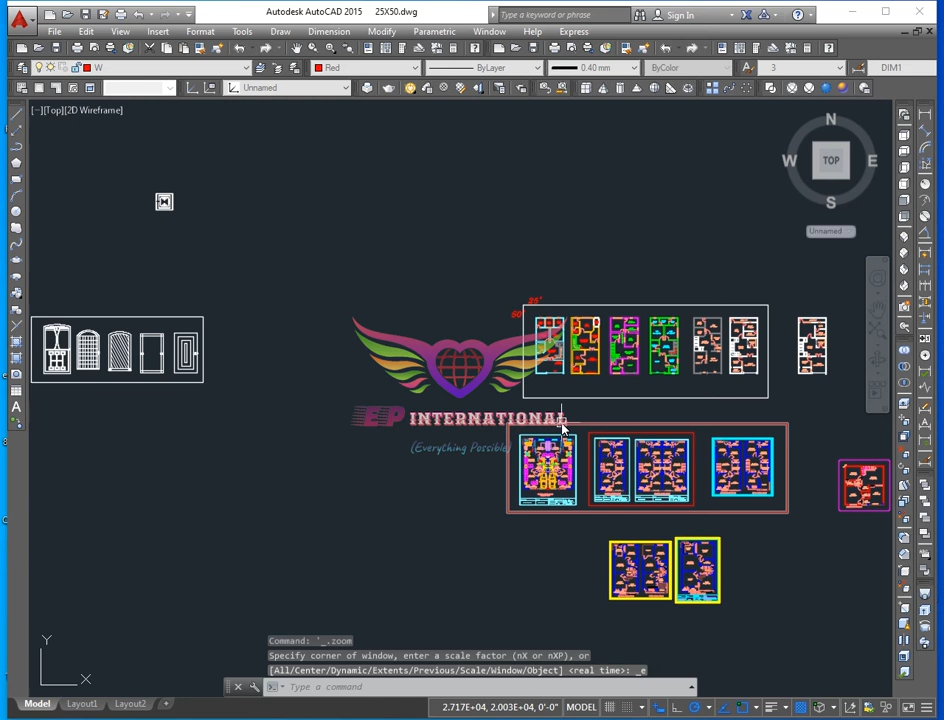 Autodesk AutoCAD 2015 25X50.dwg
Type a keyword or phrase
Sign In
File Edit View Insert Format Tools Draw Dimension Modify Parametric Window Help Express
W
Red
ByLayer
0.40 mm
ByColor
3
DIM1
Unnamed
[−][Top][2D Wireframe]
N
W TOP E
S
Unnamed
25'
50'
EP INTERNATIONAL
(Everything Possible)
Y
X
Command: '_.zoom
Specify corner of window, enter a scale factor (nX or nXP), or
[All/Center/Dynamic/Extents/Previous/Scale/Window/Object] <real time>: _e
Type a command
Model Layout1 Layout2 +
2.717E+04, 2.003E+04, 0'-0" MODEL